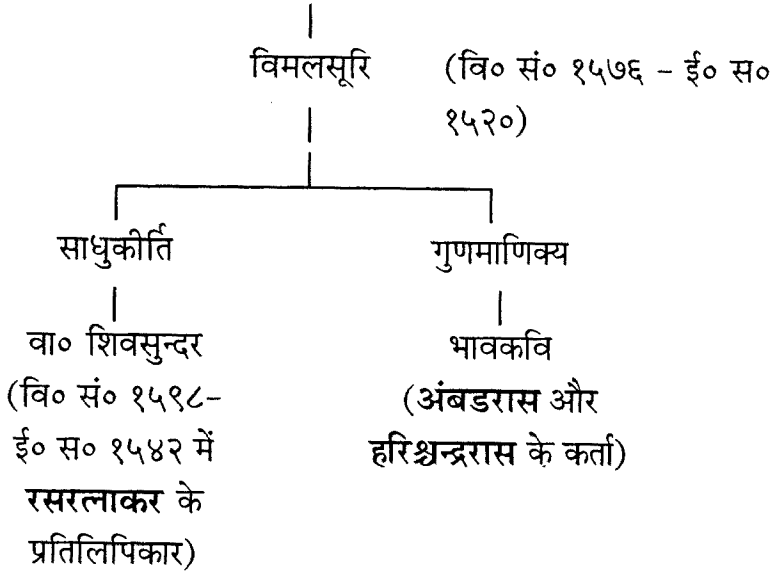 विमलसूरि (वि० सं० १५७६ – ई० स०
१५२०)
साधुकीर्ति गुणमाणिक्य
वा० शिवसुन्दर
(वि० सं० १५९८–
ई० स० १५४२ में
रसरत्नाकर के
प्रतिलिपिकार)
भावकवि
(अंबडरास और
हरिश्चन्द्ररास के कर्ता)